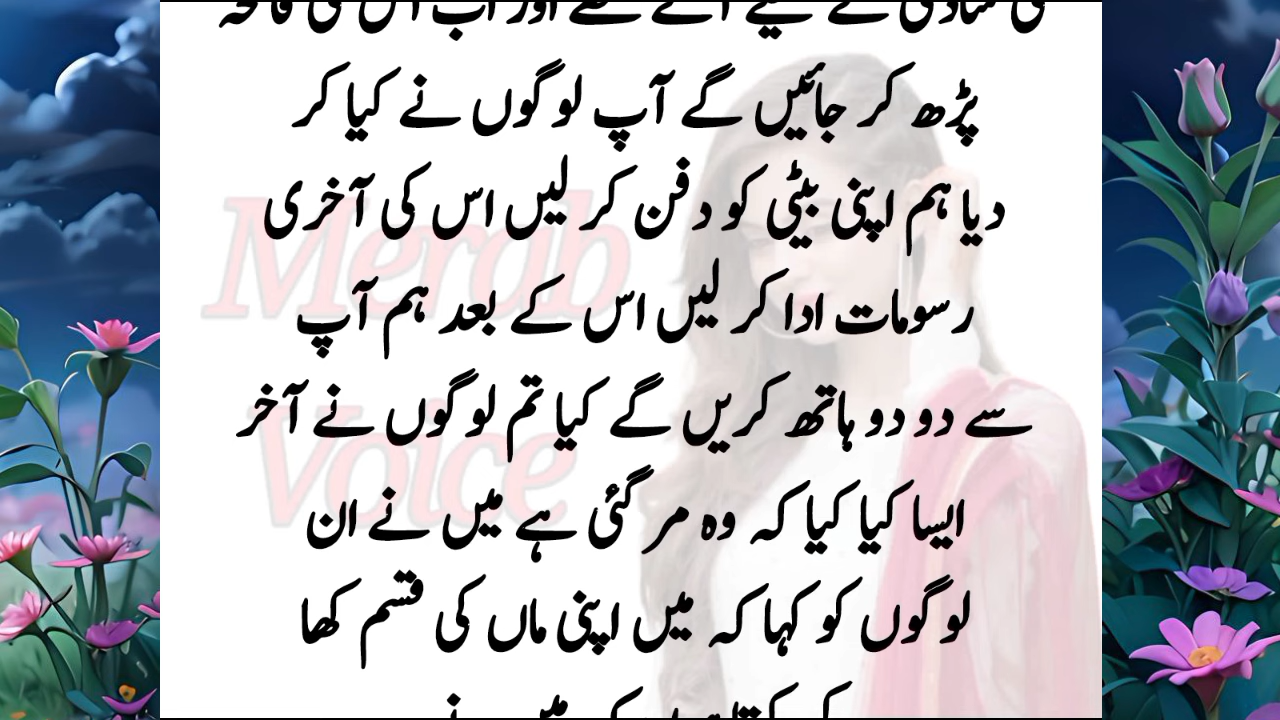 پڑھ کر جائیں گے آپ لوگوں نے کیا کر
دیا ہم اپنی بیٹی کو دفن کر لیں اس کی آخری
رسومات ادا کر لیں اس کے بعد ہم آپ
سے دو دو ہاتھ کریں گے کیا تم لوگوں نے آخر
ایسا کیا کیا کہ وہ مر گئی ہے میں نے ان
لوگوں کو کہا کہ میں اپنی ماں کی قسم کھا
Merab
Voice